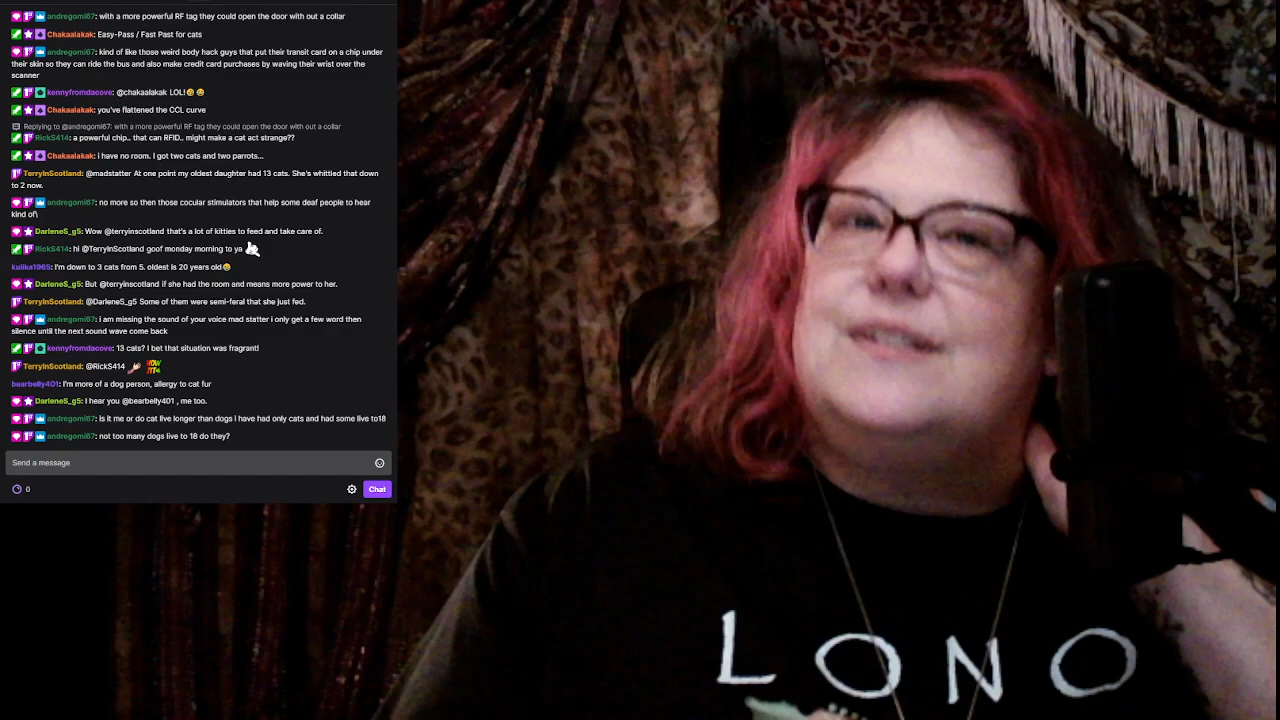 andregomi67: with a more powerful RF tag they could open the door with out a collar
Chakaalakak: Easy-Pass / Fast Past for cats
andregomi67: kind of like those weird body hack guys that put their transit card on a chip under
their skin so they can ride the bus and also make credit card purchases by waving their wrist over the
scanner
kennyfromdacove: @chakaalakak LOL!🤣😂
Chakaalakak: you've flattened the CCL curve
Replying to @andregomi67: with a more powerful RF tag they could open the door with out a collar
RickS414: a powerful chip.. that can RFID.. might make a cat act strange??
Chakaalakak: i have no room. I got two cats and two parrots...
TerryInScotland: @madstatter At one point my oldest daughter had 13 cats. She's whittled that down
to 2 now.
andregomi67: no more so then those cocular stimulators that help some deaf people to hear
kind of\
DarleneS_g5: Wow @terryinscotland that's a lot of kitties to feed and take care of.
RickS414: hi @TerryInScotland goof monday morning to ya
kulika1965: I'm down to 3 cats from 5. oldest is 20 years old😂
DarleneS_g5: But @terryinscotland if she had the room and means more power to her.
TerryInScotland: @DarleneS_g5 Some of them were semi-feral that she just fed.
andregomi67: i am missing the sound of your voice mad statter i only get a few word then
silence until the next sound wave come back
kennyfromdacove: 13 cats? I bet that situation was fragrant!
TerryInScotland: @RickS414
bearbelly401: I'm more of a dog person, allergy to cat fur
DarleneS_g5: I hear you @bearbelly401 , me too.
andregomi67: is it me or do cat live longer than dogs i have had only cats and had some live to18
andregomi67: not too many dogs live to 18 do they?
Send a message
0
Chat
LONO